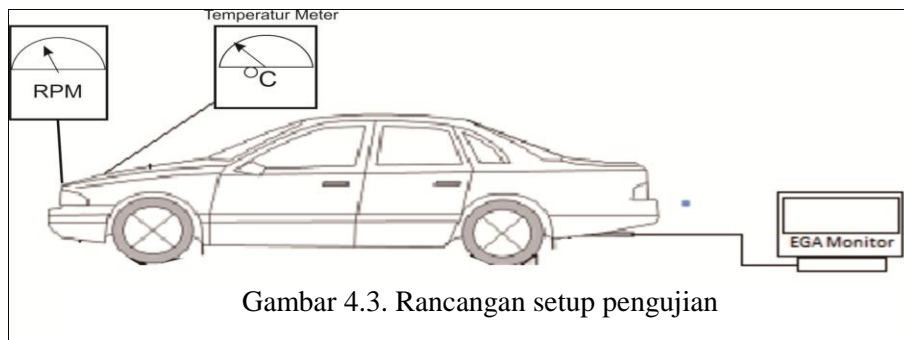 Temperatur Meter
RPM
°C
EGA Monitor
Gambar 4.3. Rancangan setup pengujian